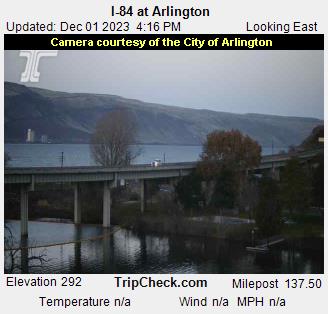 I-84 at Arlington
Updated: Dec 01 2023 4:16 PM Looking East
Camera courtesy of the City of Arlington
Elevation 292 TripCheck.com Milepost 137.50
Temperature n/a Wind n/a MPH n/a